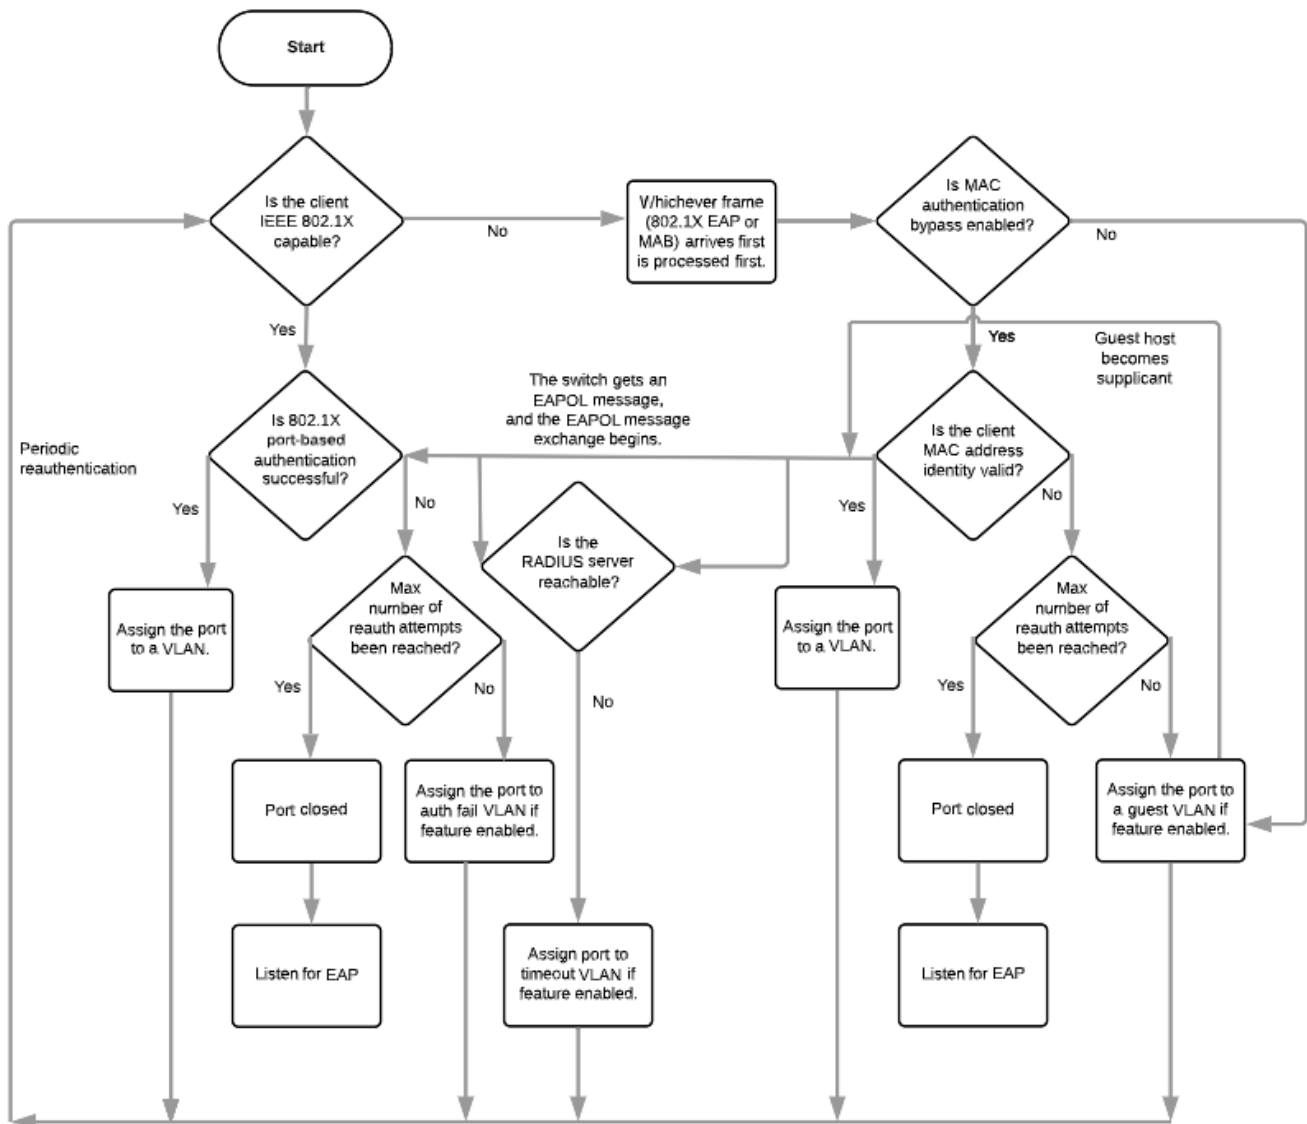 Start
Is the client
IEEE 802.1X
capable?
No
Whichever frame
(802.1X EAP or
MAB) arrives first
is processed first.
Is MAC
authentication
bypass enabled?
No
Yes
Yes
Guest host
becomes
supplicant
The switch gets an
EAPOL message,
and the EAPOL message
exchange begins.
Periodic
reauthentication
Is 802.1X
port-based
authentication
successful?
Yes
No
Is the client
MAC address
identity valid?
Yes
No
Is the
RADIUS server
reachable?
No
Assign the port
to a VLAN.
Max
number of
reauth attempts
been reached?
Yes
No
Assign the port
to a VLAN.
Max
number of
reauth attempts
been reached?
Yes
No
Port closed
Assign the port to
auth fail VLAN if
feature enabled.
Port closed
Assign the port to
a guest VLAN if
feature enabled.
Listen for EAP
Assign port to
timeout VLAN if
feature enabled.
Listen for EAP